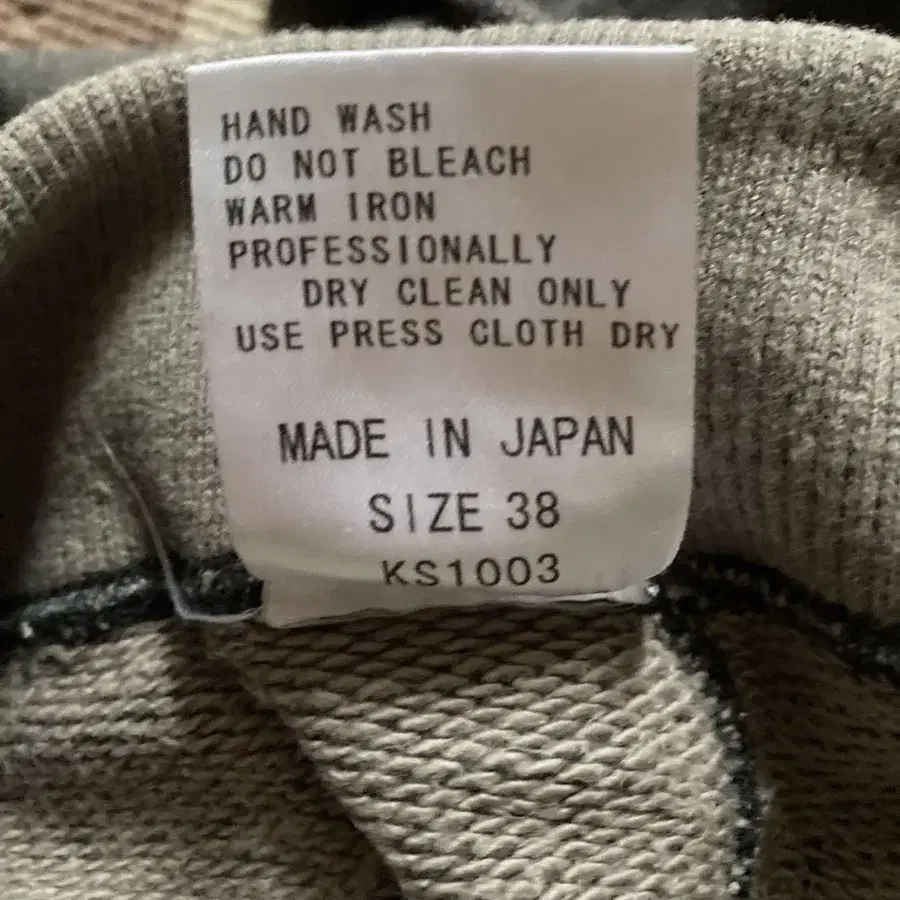 HAND WASH
DO NOT BLEACH
WARM IRON
PROFESSIONALLY
DRY CLEAN ONLY
USE PRESS CLOTH DRY
MADE IN JAPAN
SIZE 38
KS1003